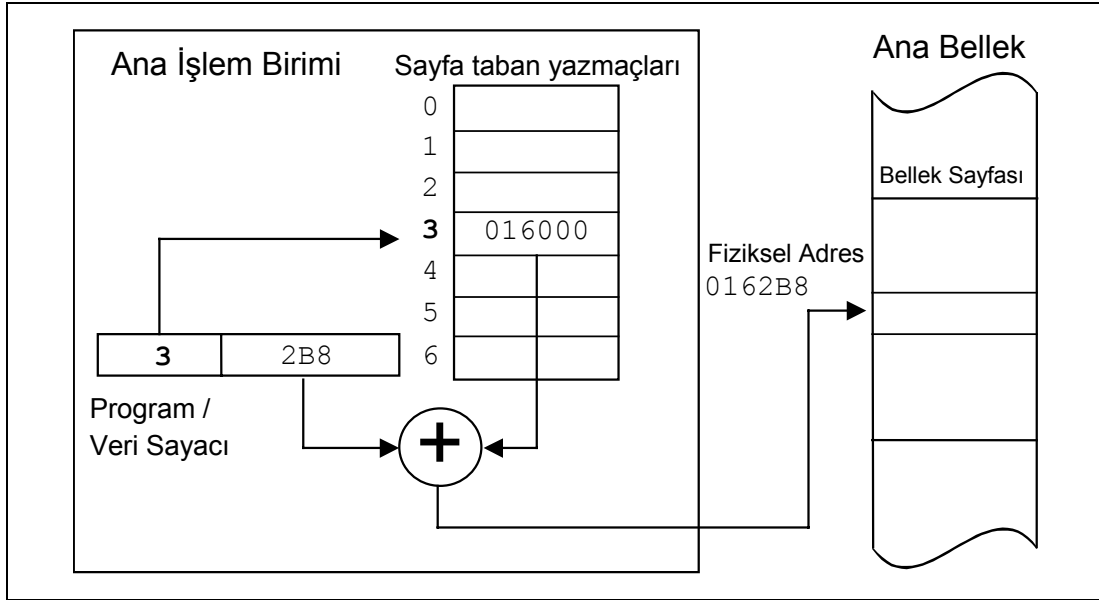 Ana İşlem Birimi
Sayfa taban yazmaçları
0
1
2
3
016000
4
5
6
3
2B8
Program /
Veri Sayacı
+
Fiziksel Adres
0162B8
Ana Bellek
Bellek Sayfası